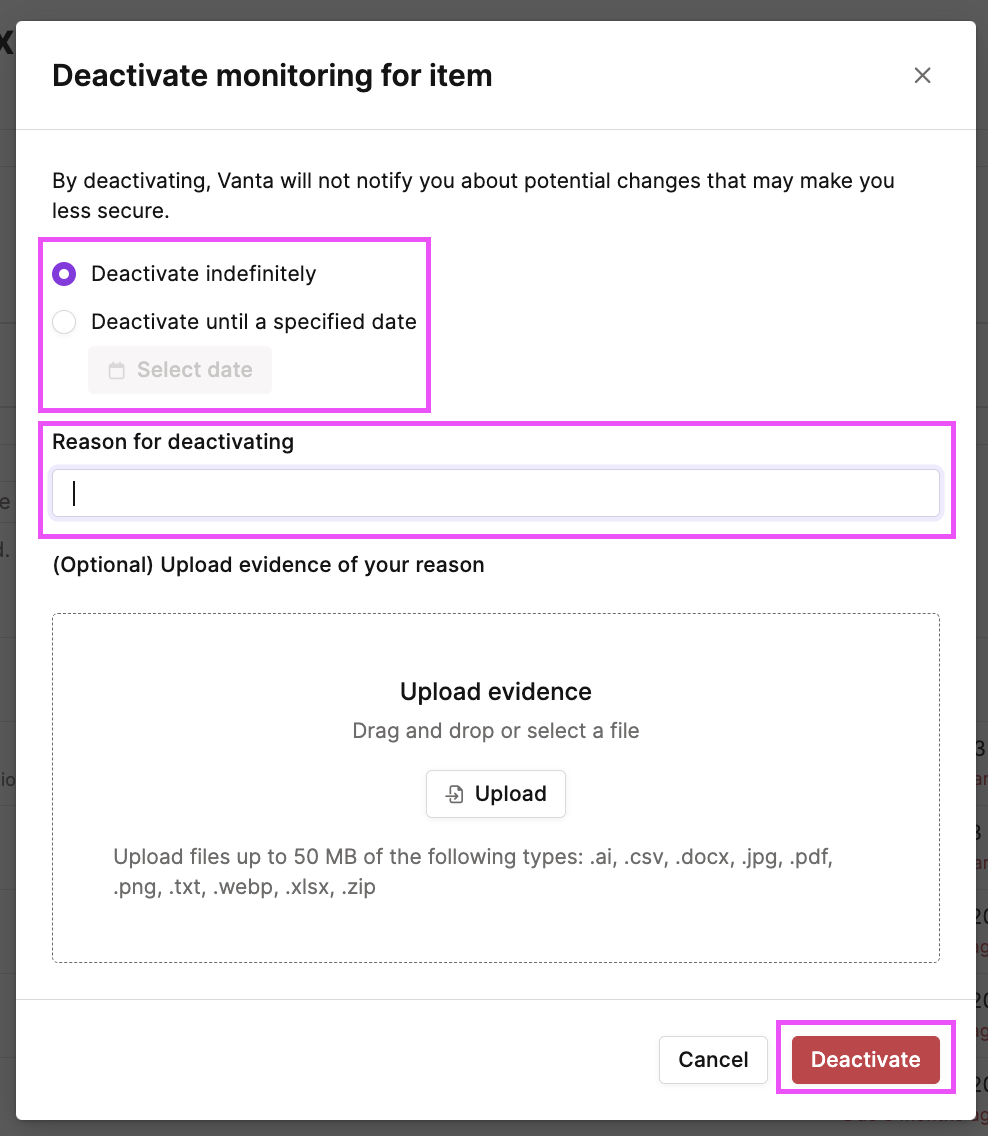 Deactivate monitoring for item
By deactivating, Vanta will not notify you about potential changes that may make you
less secure.
Deactivate indefinitely
Deactivate until a specified date
Select date
Reason for deactivating
(Optional) Upload evidence of your reason
Upload evidence
Drag and drop or select a file
Upload
Upload files up to 50 MB of the following types: .ai, .csv, .docx, .jpg, .pdf,
.png, .txt, .webp, .xlsx, .zip
Cancel
Deactivate